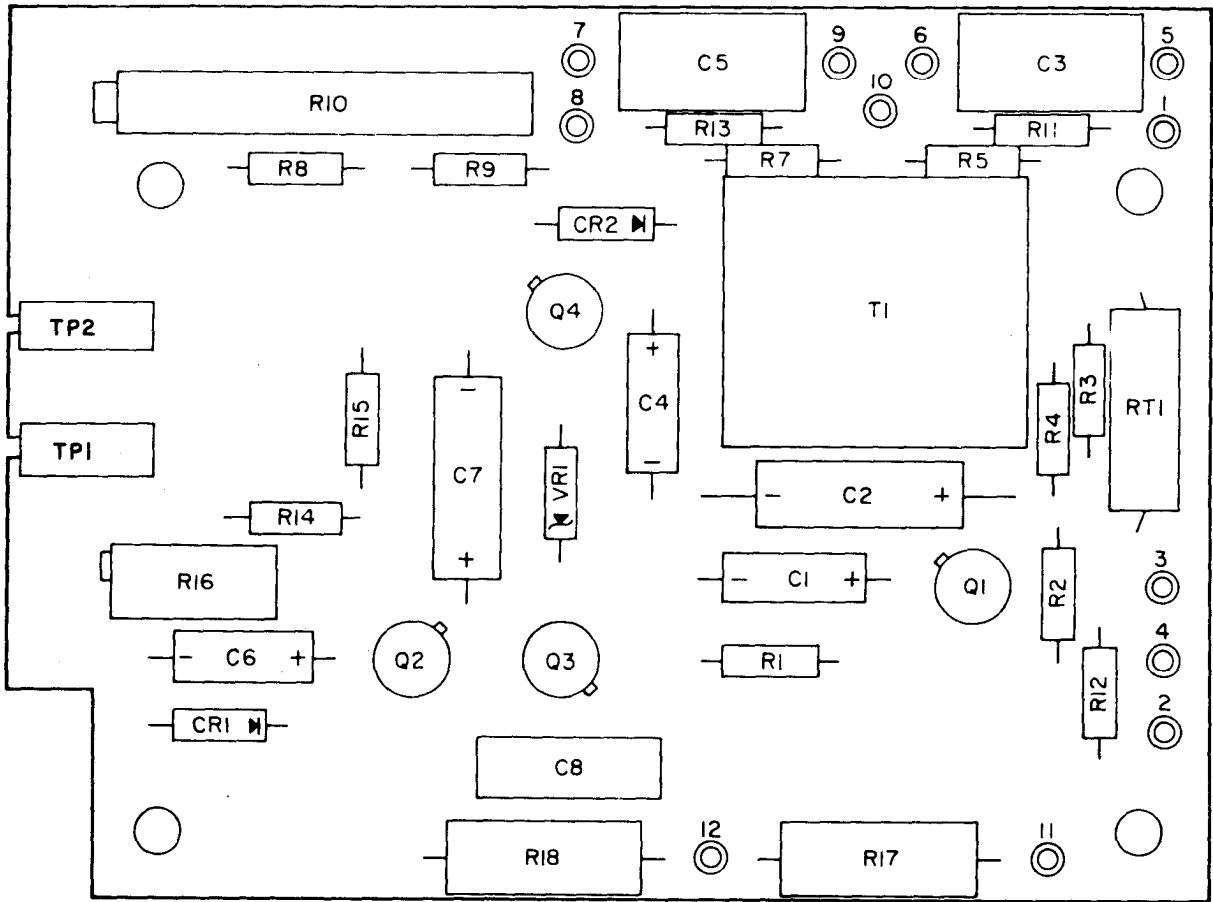 7
C5
9
6
C3
5
10
R10
8
R13
R11
1
R8
R9
R7
R5
CR2
Q4
T1
TP2
+
−
C4
−
R15
C7
+
R4
R3
RT1
TP1
VR1
− C2 +
R14
R16
− C1 +
Q1
R2
3
− C6 +
Q2
Q3
R1
4
R12
2
CR1
C8
12
11
R18
R17